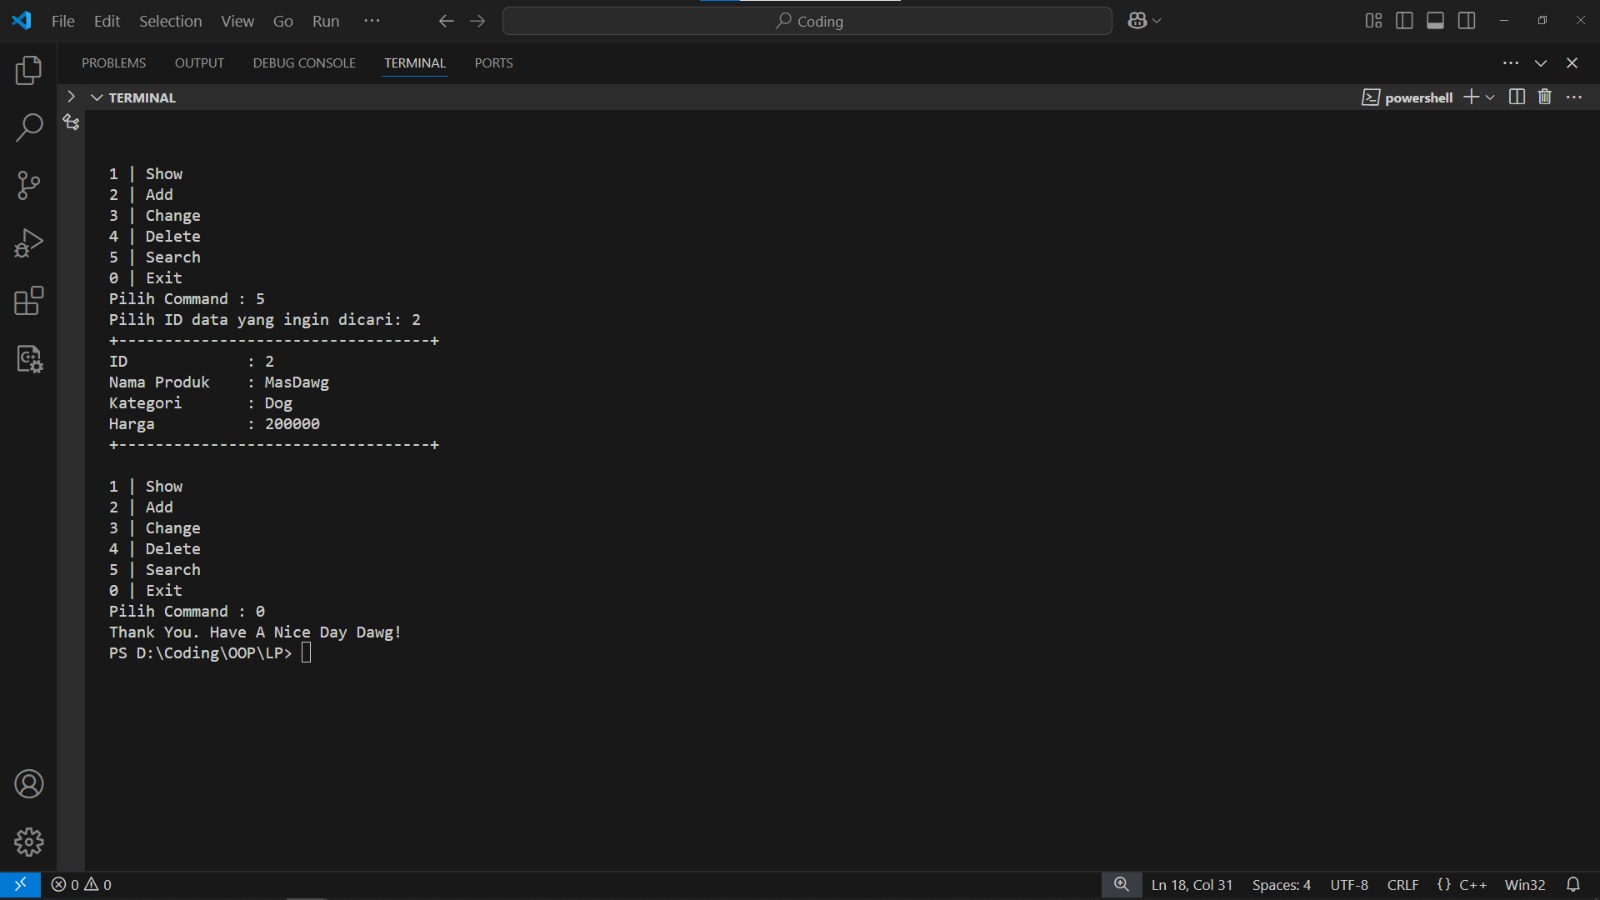 File Edit Selection View Go Run ···
Coding
PROBLEMS OUTPUT DEBUG CONSOLE TERMINAL PORTS
TERMINAL
powershell
1 | Show
2 | Add
3 | Change
4 | Delete
5 | Search
0 | Exit
Pilih Command : 5
Pilih ID data yang ingin dicari: 2
+----------------------------------+
ID : 2
Nama Produk : MasDawg
Kategori : Dog
Harga : 200000
+----------------------------------+
1 | Show
2 | Add
3 | Change
4 | Delete
5 | Search
0 | Exit
Pilih Command : 0
Thank You. Have A Nice Day Dawg!
PS D:\Coding\OOP\LP>
0 0 Ln 18, Col 31 Spaces: 4 UTF-8 CRLF {} C++ Win32